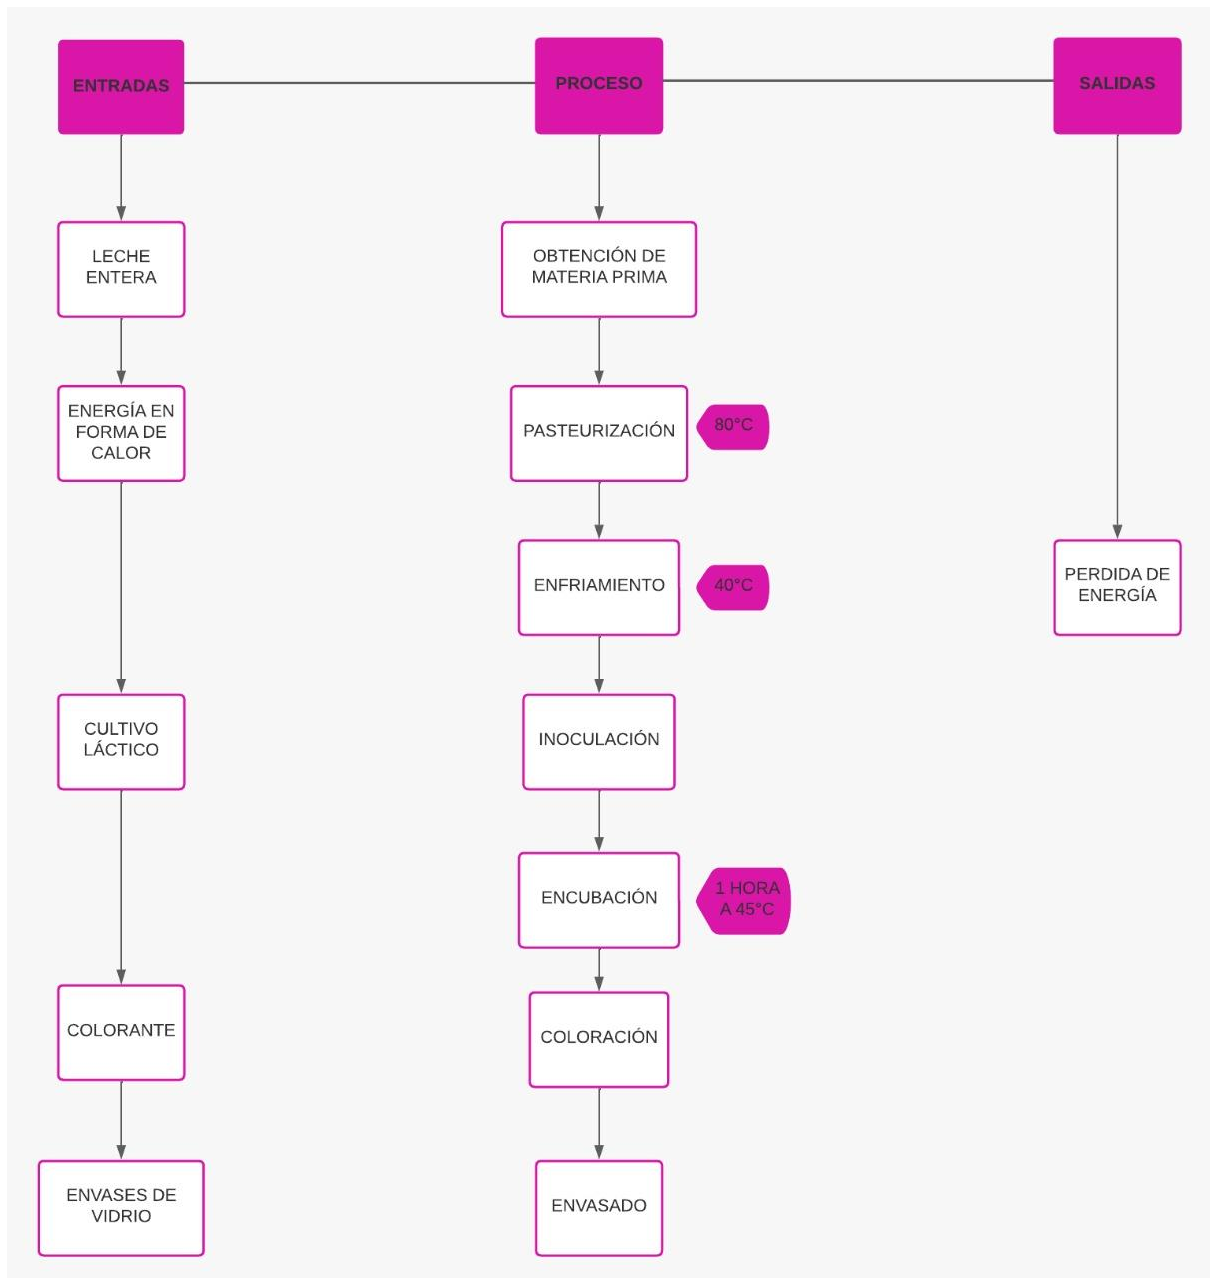 ENTRADAS
PROCESO
SALIDAS
LECHE
ENTERA
OBTENCIÓN DE
MATERIA PRIMA
ENERGÍA EN
FORMA DE
CALOR
PASTEURIZACIÓN
80°C
ENFRIAMIENTO
40°C
PERDIDA DE
ENERGÍA
CULTIVO
LÁCTICO
INOCULACIÓN
ENCUBACIÓN
1 HORA
A 45°C
COLORANTE
COLORACIÓN
ENVASES DE
VIDRIO
ENVASADO